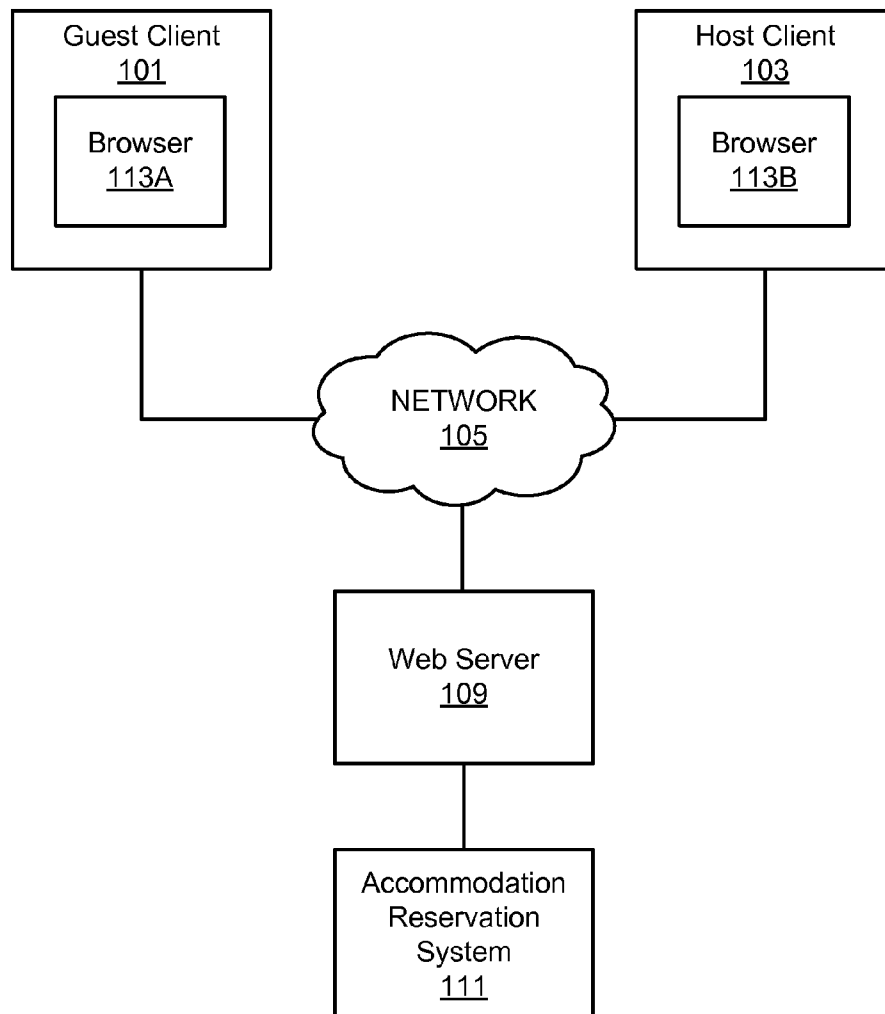 Guest Client
101
Browser
113A
Host Client
103
Browser
113B
NETWORK
105
Web Server
109
Accommodation
Reservation
System
111